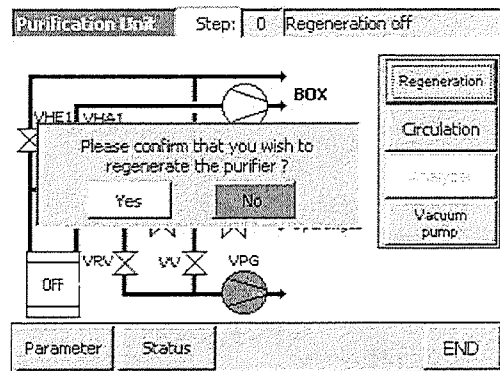 Purification Unit Step: 0 Regeneration off
BOX
Regeneration
VHE1 VHA1
Circulation
Please confirm that you wish to
regenerate the purifier ?
Analyzer
Yes No
Vacuum
pump
VRV VV VPG
OFF
Parameter Status END